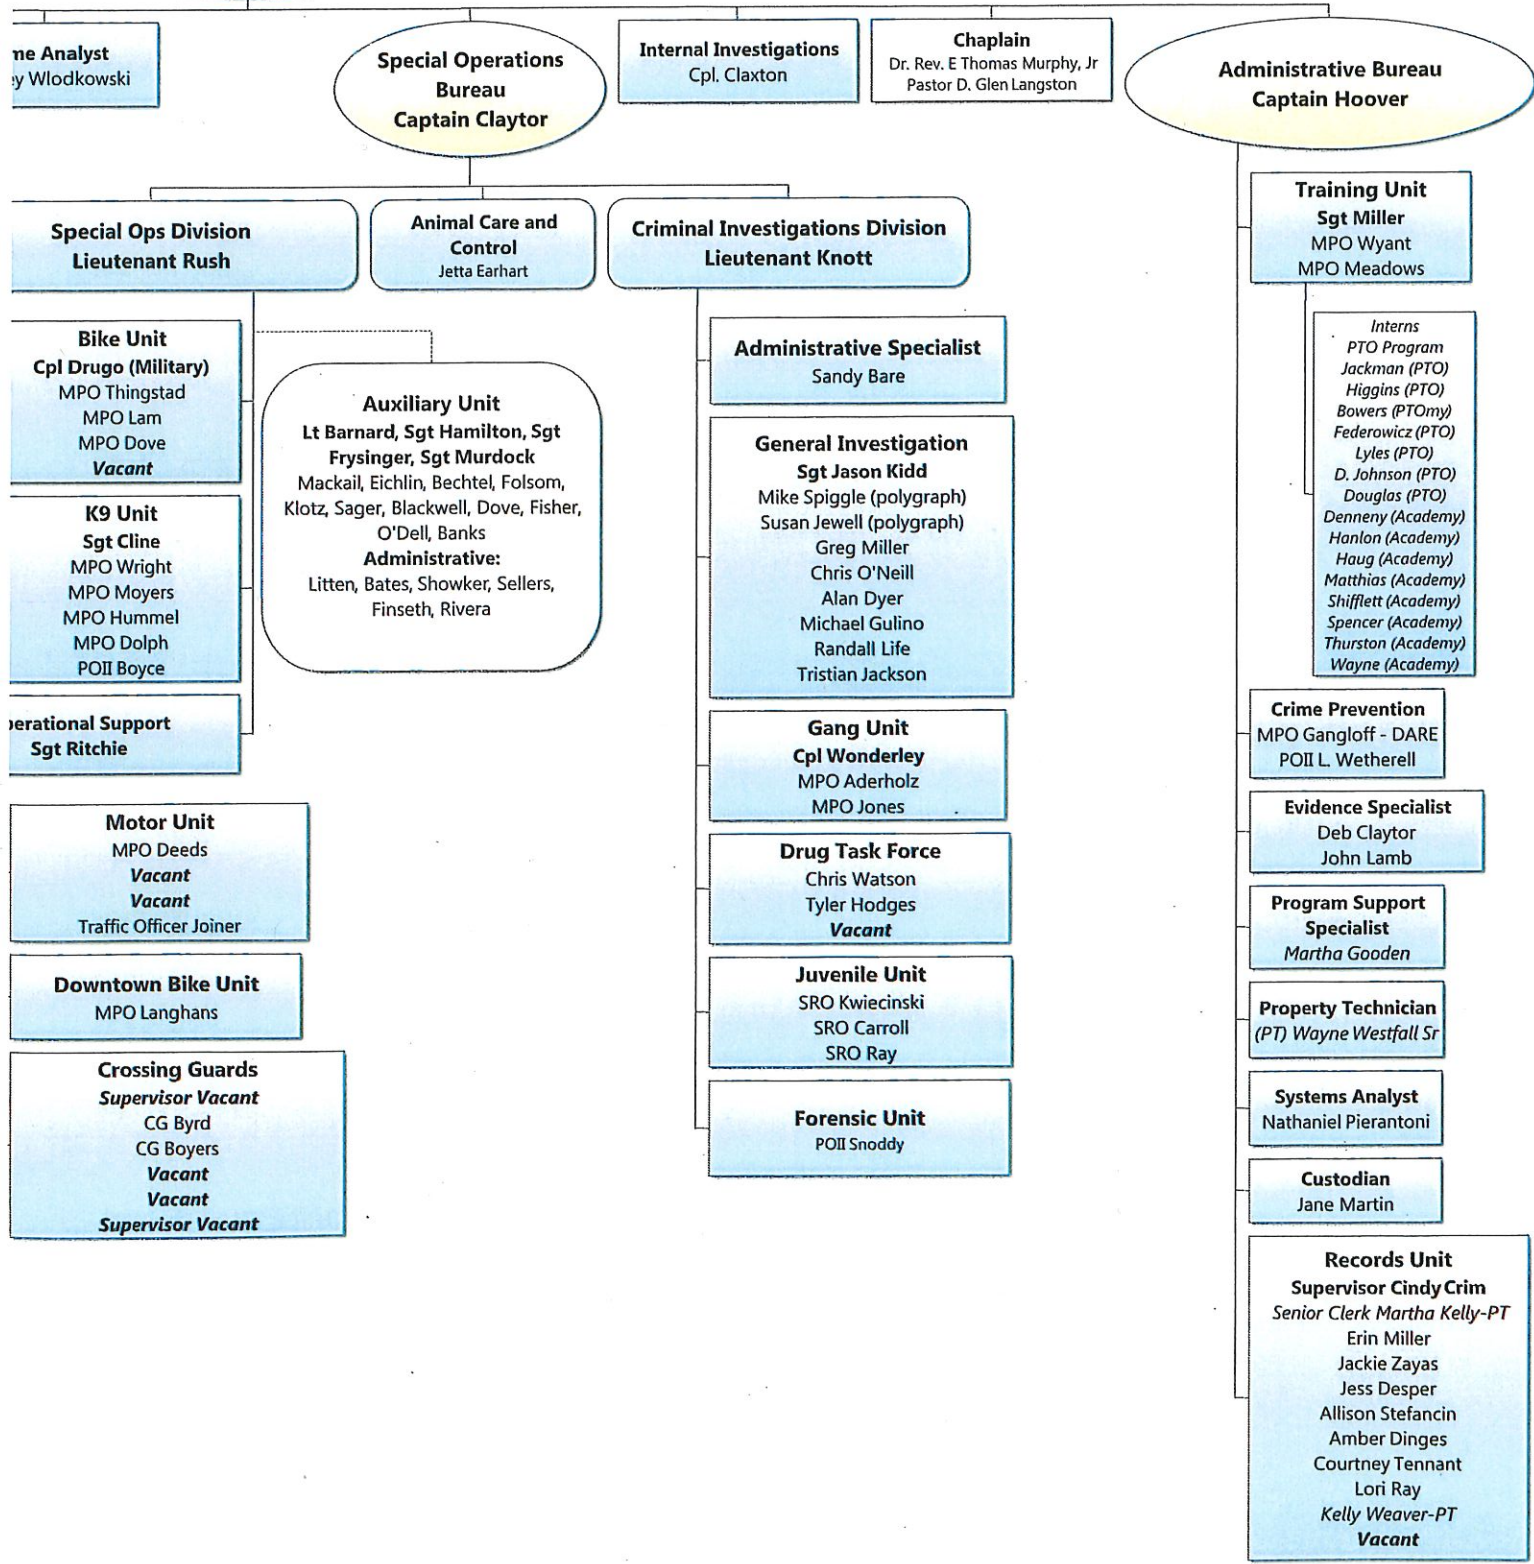 me Analyst
ey Wlodkowski
Special Operations
Bureau
Captain Claytor
Internal Investigations
Cpl. Claxton
Chaplain
Dr. Rev. E Thomas Murphy, Jr
Pastor D. Glen Langston
Administrative Bureau
Captain Hoover
Special Ops Division
Lieutenant Rush
Animal Care and
Control
Jetta Earhart
Criminal Investigations Division
Lieutenant Knott
Bike Unit
Cpl Drugo (Military)
MPO Thingstad
MPO Lam
MPO Dove
Vacant
K9 Unit
Sgt Cline
MPO Wright
MPO Moyers
MPO Hummel
MPO Dolph
POII Boyce
perational Support
Sgt Ritchie
Motor Unit
MPO Deeds
Vacant
Vacant
Traffic Officer Joiner
Downtown Bike Unit
MPO Langhans
Crossing Guards
Supervisor Vacant
CG Byrd
CG Boyers
Vacant
Vacant
Supervisor Vacant
Auxiliary Unit
Lt Barnard, Sgt Hamilton, Sgt
Frysinger, Sgt Murdock
Mackail, Eichlin, Bechtel, Folsom,
Klotz, Sager, Blackwell, Dove, Fisher,
O'Dell, Banks
Administrative:
Litten, Bates, Showker, Sellers,
Finseth, Rivera
Administrative Specialist
Sandy Bare
General Investigation
Sgt Jason Kidd
Mike Spiggle (polygraph)
Susan Jewell (polygraph)
Greg Miller
Chris O'Neill
Alan Dyer
Michael Gulino
Randall Life
Tristian Jackson
Gang Unit
Cpl Wonderley
MPO Aderholz
MPO Jones
Drug Task Force
Chris Watson
Tyler Hodges
Vacant
Juvenile Unit
SRO Kwiecinski
SRO Carroll
SRO Ray
Forensic Unit
POII Snoddy
Training Unit
Sgt Miller
MPO Wyant
MPO Meadows
Interns
PTO Program
Jackman (PTO)
Higgins (PTO)
Bowers (PTOmy)
Federowicz (PTO)
Lyles (PTO)
D. Johnson (PTO)
Douglas (PTO)
Denneny (Academy)
Hanlon (Academy)
Haug (Academy)
Matthias (Academy)
Shifflett (Academy)
Spencer (Academy)
Thurston (Academy)
Wayne (Academy)
Crime Prevention
MPO Gangloff - DARE
POII L. Wetherell
Evidence Specialist
Deb Claytor
John Lamb
Program Support
Specialist
Martha Gooden
Property Technician
(PT) Wayne Westfall Sr
Systems Analyst
Nathaniel Pierantoni
Custodian
Jane Martin
Records Unit
Supervisor Cindy Crim
Senior Clerk Martha Kelly-PT
Erin Miller
Jackie Zayas
Jess Desper
Allison Stefancin
Amber Dinges
Courtney Tennant
Lori Ray
Kelly Weaver-PT
Vacant